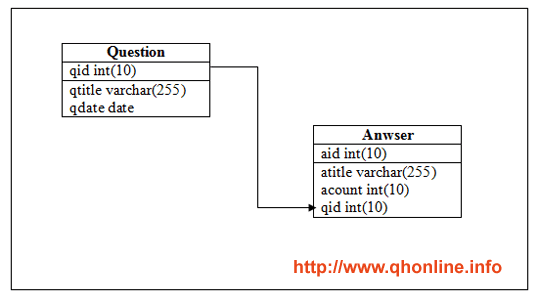 Question
qid int(10)
qtitle varchar(255)
qdate date
Anwser
aid int(10)
atitle varchar(255)
acount int(10)
qid int(10)
http://www.qhonline.info